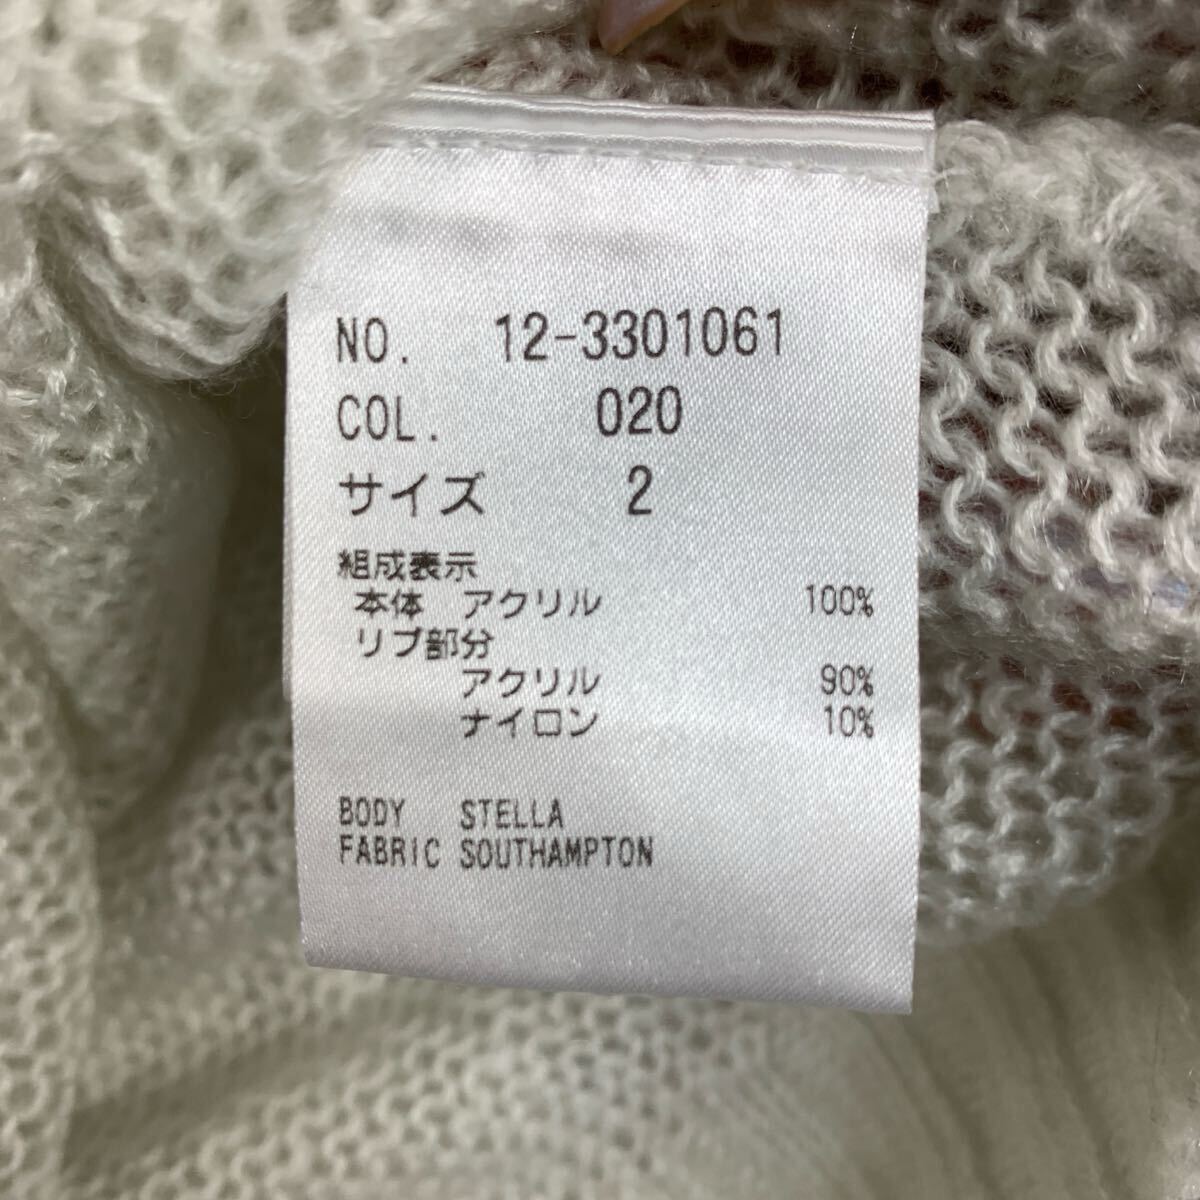 NO. 12-3301061
COL. 020
サイズ 2
組成表示
本体 アクリル 100%
リブ部分
アクリル 90%
ナイロン 10%
BODY STELLA
FABRIC SOUTHAMPTON